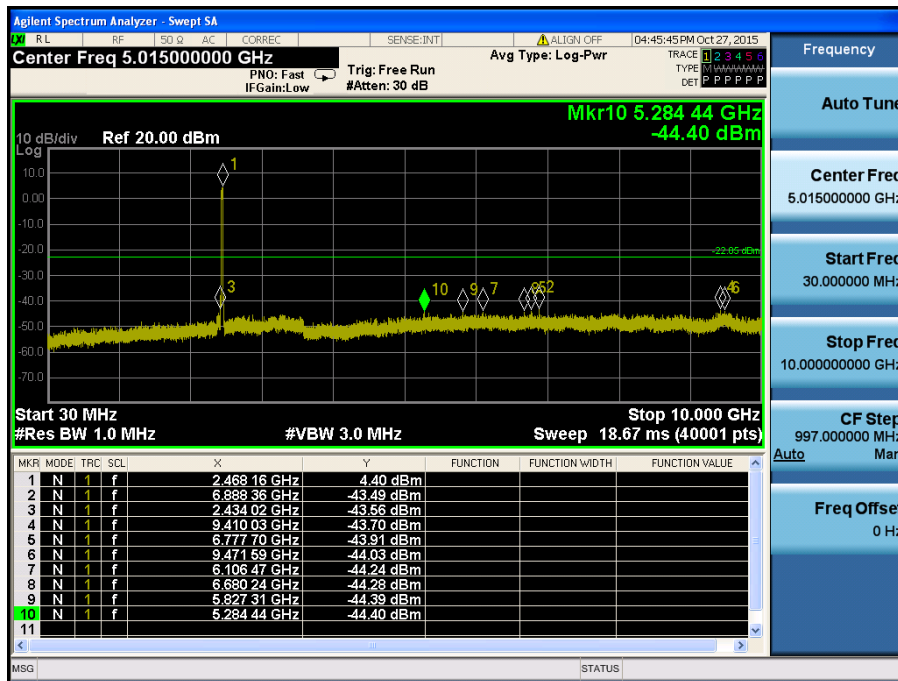 Agilent Spectrum Analyzer - Swept SA
LXI RL RF 50 Ω AC CORREC SENSE:INT ALIGN OFF 04:45:45 PM Oct 27, 2015
Center Freq 5.015000000 GHz
PNO: Fast
IFGain:Low
Trig: Free Run
#Atten: 30 dB
Avg Type: Log-Pwr
TRACE 1 2 3 4 5 6
TYPE M WWWWW
DET P P P P P P
Mkr10 5.284 44 GHz
-44.40 dBm
10 dB/div Ref 20.00 dBm
Log
10.0
0.00
-10.0
-20.0
-30.0
-40.0
-50.0
-60.0
-70.0
-22.05 dBm
1
3
10
9
7
8
5
2
4
6
Start 30 MHz
Stop 10.000 GHz
#Res BW 1.0 MHz #VBW 3.0 MHz Sweep 18.67 ms (40001 pts)
MKR MODE TRC SCL X Y FUNCTION FUNCTION WIDTH FUNCTION VALUE
1 N 1 f 2.468 16 GHz 4.40 dBm
2 N 1 f 6.888 36 GHz -43.49 dBm
3 N 1 f 2.434 02 GHz -43.56 dBm
4 N 1 f 9.410 03 GHz -43.70 dBm
5 N 1 f 6.777 70 GHz -43.91 dBm
6 N 1 f 9.471 59 GHz -44.03 dBm
7 N 1 f 6.106 47 GHz -44.24 dBm
8 N 1 f 6.680 24 GHz -44.28 dBm
9 N 1 f 5.827 31 GHz -44.39 dBm
10 N 1 f 5.284 44 GHz -44.40 dBm
11
MSG STATUS
Frequency
Auto Tune
Center Freq
5.015000000 GHz
Start Freq
30.000000 MHz
Stop Freq
10.000000000 GHz
CF Step
997.000000 MHz
Auto Man
Freq Offset
0 Hz